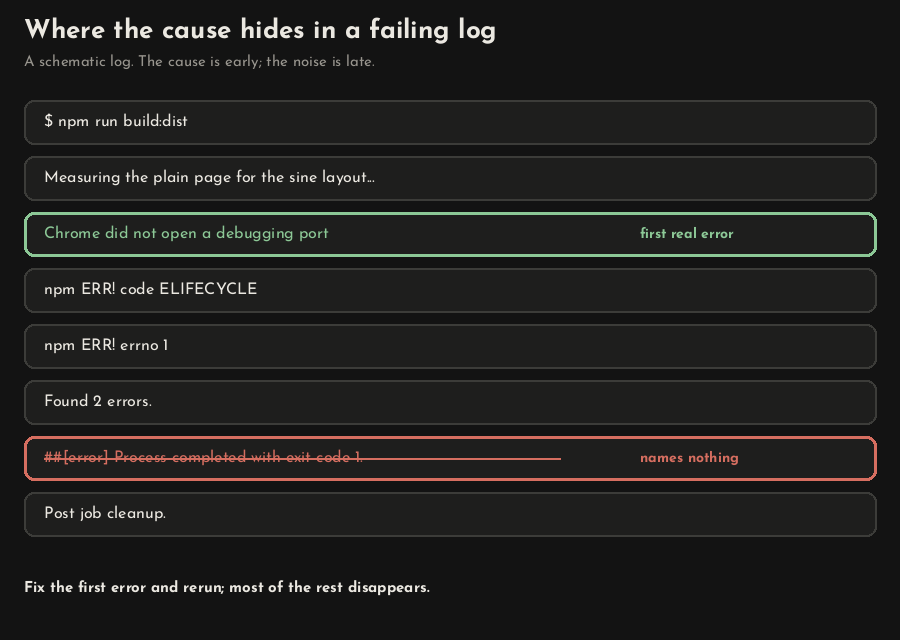 Where the cause hides in a failing log
A schematic log. The cause is early; the noise is late.
$ npm run build:dist
Measuring the plain page for the sine layout...
Chrome did not open a debugging port
first real error
npm ERR! code ELIFECYCLE
npm ERR! errno 1
Found 2 errors.
##[error] Process completed with exit code 1.
names nothing
Post job cleanup.
Fix the first error and rerun; most of the rest disappears.